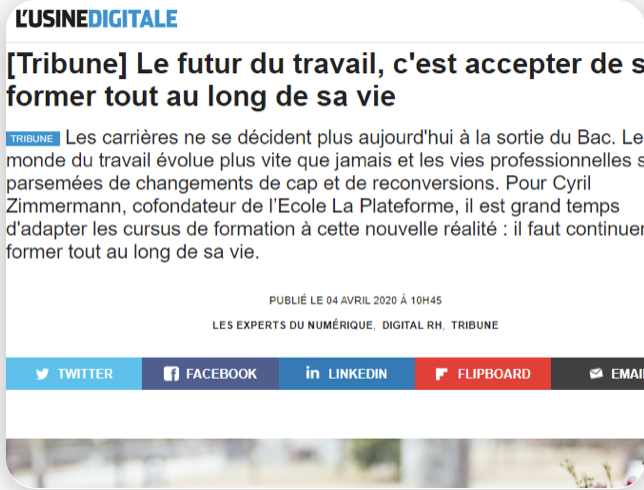 L'USINEDIGITALE
[Tribune] Le futur du travail, c'est accepter de s
former tout au long de sa vie
TRIBUNE Les carrières ne se décident plus aujourd'hui à la sortie du Bac. Le
monde du travail évolue plus vite que jamais et les vies professionnelles s
parsemées de changements de cap et de reconversions. Pour Cyril
Zimmermann, cofondateur de l’Ecole La Plateforme, il est grand temps
d'adapter les cursus de formation à cette nouvelle réalité : il faut continuer
former tout au long de sa vie.
PUBLIÉ LE 04 AVRIL 2020 À 10H45
LES EXPERTS DU NUMÉRIQUE, DIGITAL RH, TRIBUNE
TWITTER FACEBOOK LINKEDIN FLIPBOARD EMAI